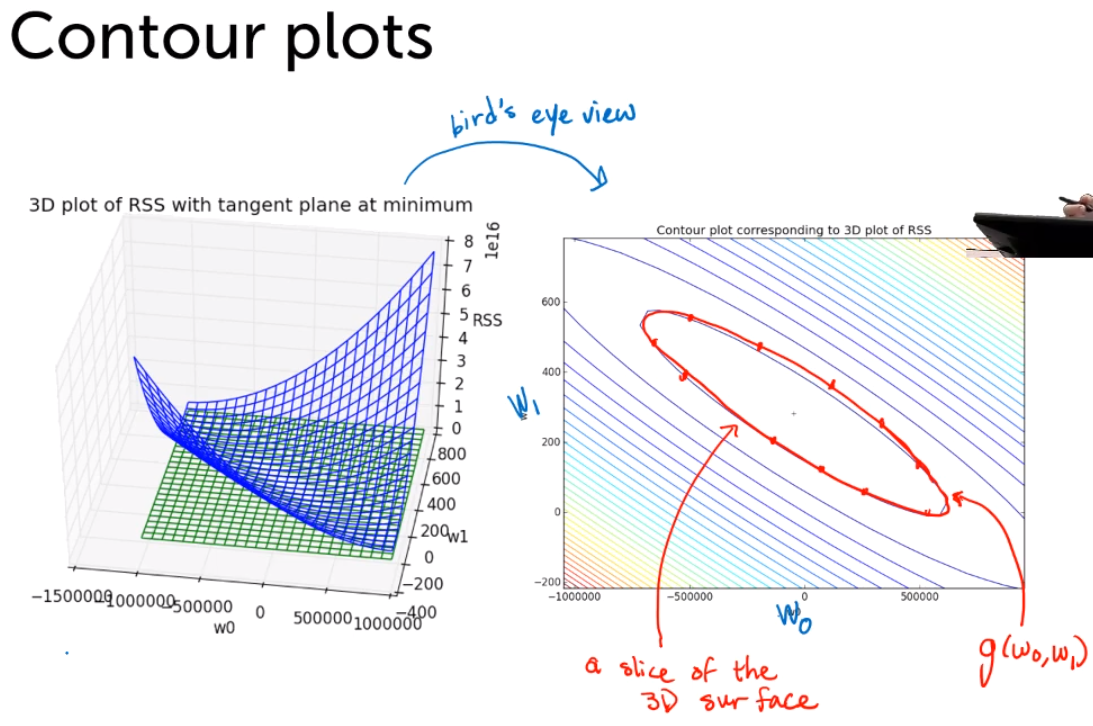 Contour plots
bird's eye view
3D plot of RSS with tangent plane at minimum
1e16
8
7
6
5
4
3
2
1
0
RSS
800
600
400
200
0
−200
−400
w1
−1500000
−1000000
−500000
0
500000
1000000
w0
Contour plot corresponding to 3D plot of RSS
600
400
200
0
−200
W1
−1000000
−500000
0
500000
W0
a slice of the
3D surface
g(w0,w1)